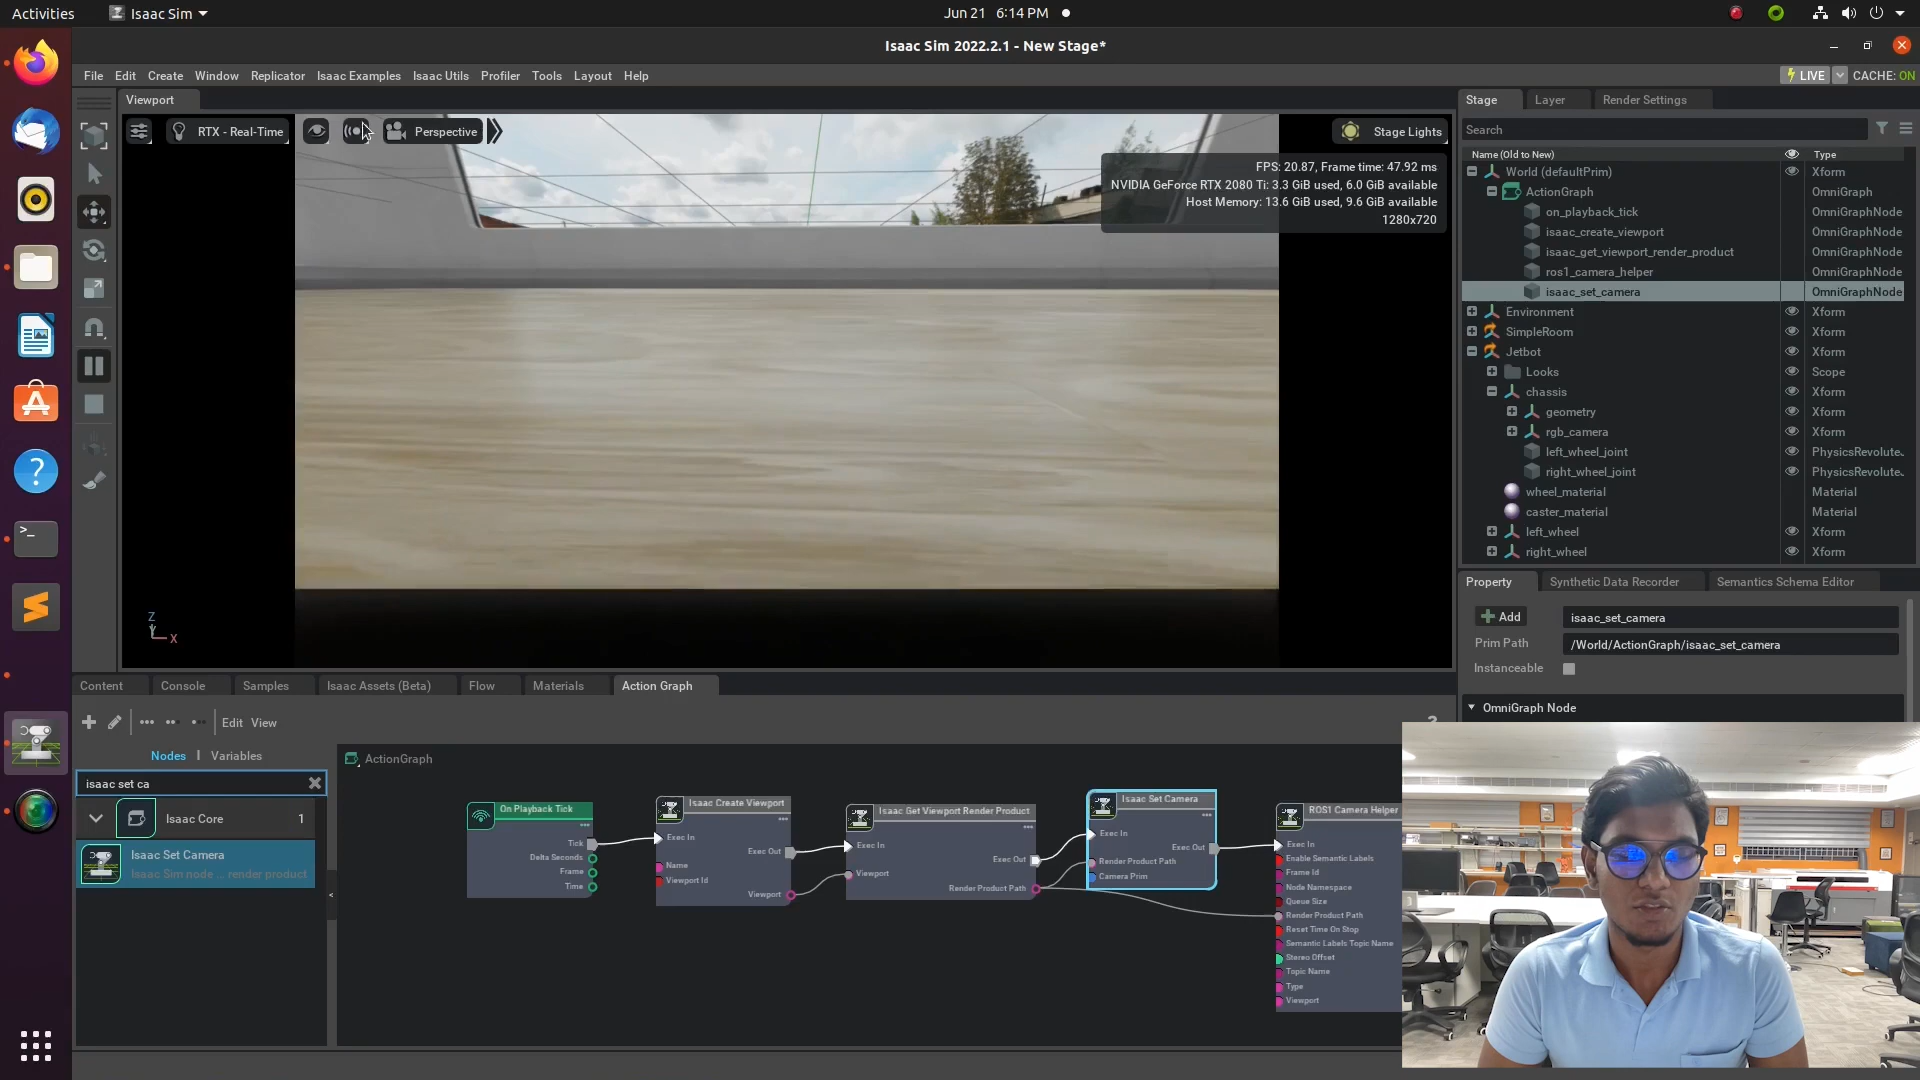 Activities
Isaac Sim
Jun 21 6:14 PM
Isaac Sim 2022.2.1 - New Stage*
File Edit Create Window Replicator Isaac Examples Isaac Utils Profiler Tools Layout Help
LIVE
CACHE: ON
Viewport
RTX - Real-Time
Perspective
Stage Lights
FPS: 20.87, Frame time: 47.92 ms
NVIDIA GeForce RTX 2080 Ti: 3.3 GiB used, 6.0 GiB available
Host Memory: 13.6 GiB used, 9.6 GiB available
1280x720
Z
Y
X
Stage Layer Render Settings
Search
Name (Old to New) Type
World (defaultPrim) Xform
ActionGraph OmniGraph
on_playback_tick OmniGraphNode
isaac_create_viewport OmniGraphNode
isaac_get_viewport_render_product OmniGraphNode
ros1_camera_helper OmniGraphNode
isaac_set_camera OmniGraphNode
Environment Xform
SimpleRoom Xform
Jetbot Xform
Looks Scope
chassis Xform
geometry Xform
rgb_camera Xform
left_wheel_joint PhysicsRevolute.
right_wheel_joint PhysicsRevolute.
wheel_material Material
caster_material Material
left_wheel Xform
right_wheel Xform
Property Synthetic Data Recorder Semantics Schema Editor
Add isaac_set_camera
Prim Path /World/ActionGraph/isaac_set_camera
Instanceable
OmniGraph Node
Content Console Samples Isaac Assets (Beta) Flow Materials Action Graph
Edit View
?
Nodes | Variables
isaac set ca
Isaac Core 1
Isaac Set Camera
Isaac Sim node ... render product
ActionGraph
On Playback Tick
Tick
Delta Seconds
Frame
Time
Isaac Create Viewport
Exec In
Exec Out
Name
Viewport Id
Viewport
Isaac Get Viewport Render Product
Exec In
Exec Out
Viewport
Render Product Path
Isaac Set Camera
Exec In
Exec Out
Render Product Path
Camera Prim
ROS1 Camera Helper
Exec In
Enable Semantic Labels
Frame Id
Node Namespace
Queue Size
Render Product Path
Reset Time On Stop
Semantic Labels Topic Name
Stereo Offset
Topic Name
Type
Viewport